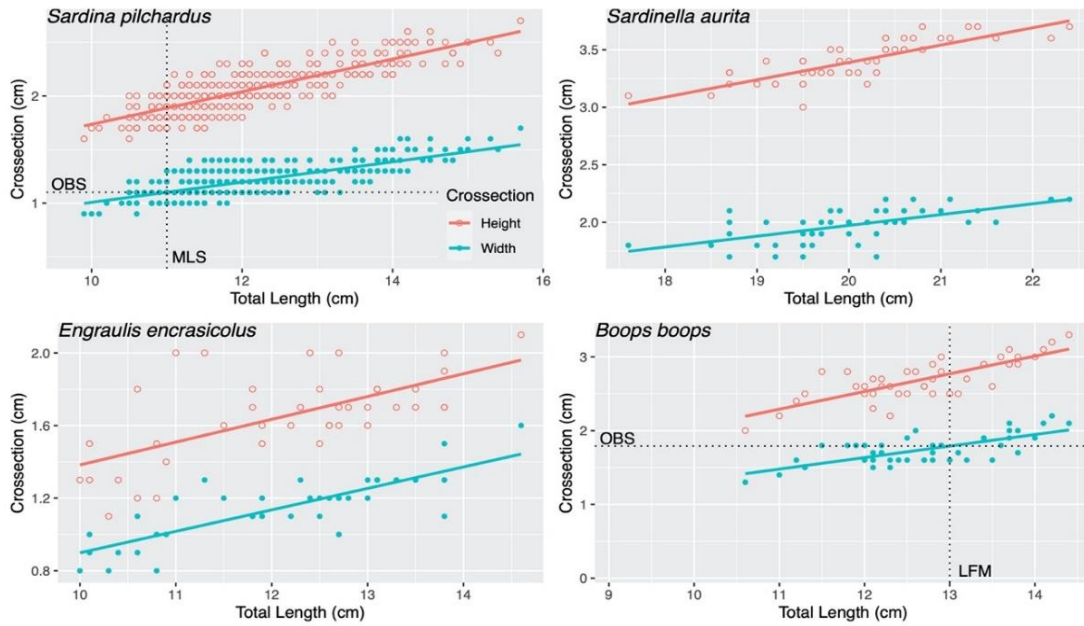 Sardina pilchardus
Crossection (cm)
2
1
OBS
MLS
Crossection
Height
Width
10
12
14
16
Total Length (cm)
Sardinella aurita
Crossection (cm)
3.5
3.0
2.5
2.0
18
19
20
21
22
Total Length (cm)
Engraulis encrasicolus
Crossection (cm)
2.0
1.6
1.2
0.8
10
11
12
13
14
Total Length (cm)
Boops boops
Crossection (cm)
3
2
1
0
OBS
LFM
9
10
11
12
13
14
Total Length (cm)